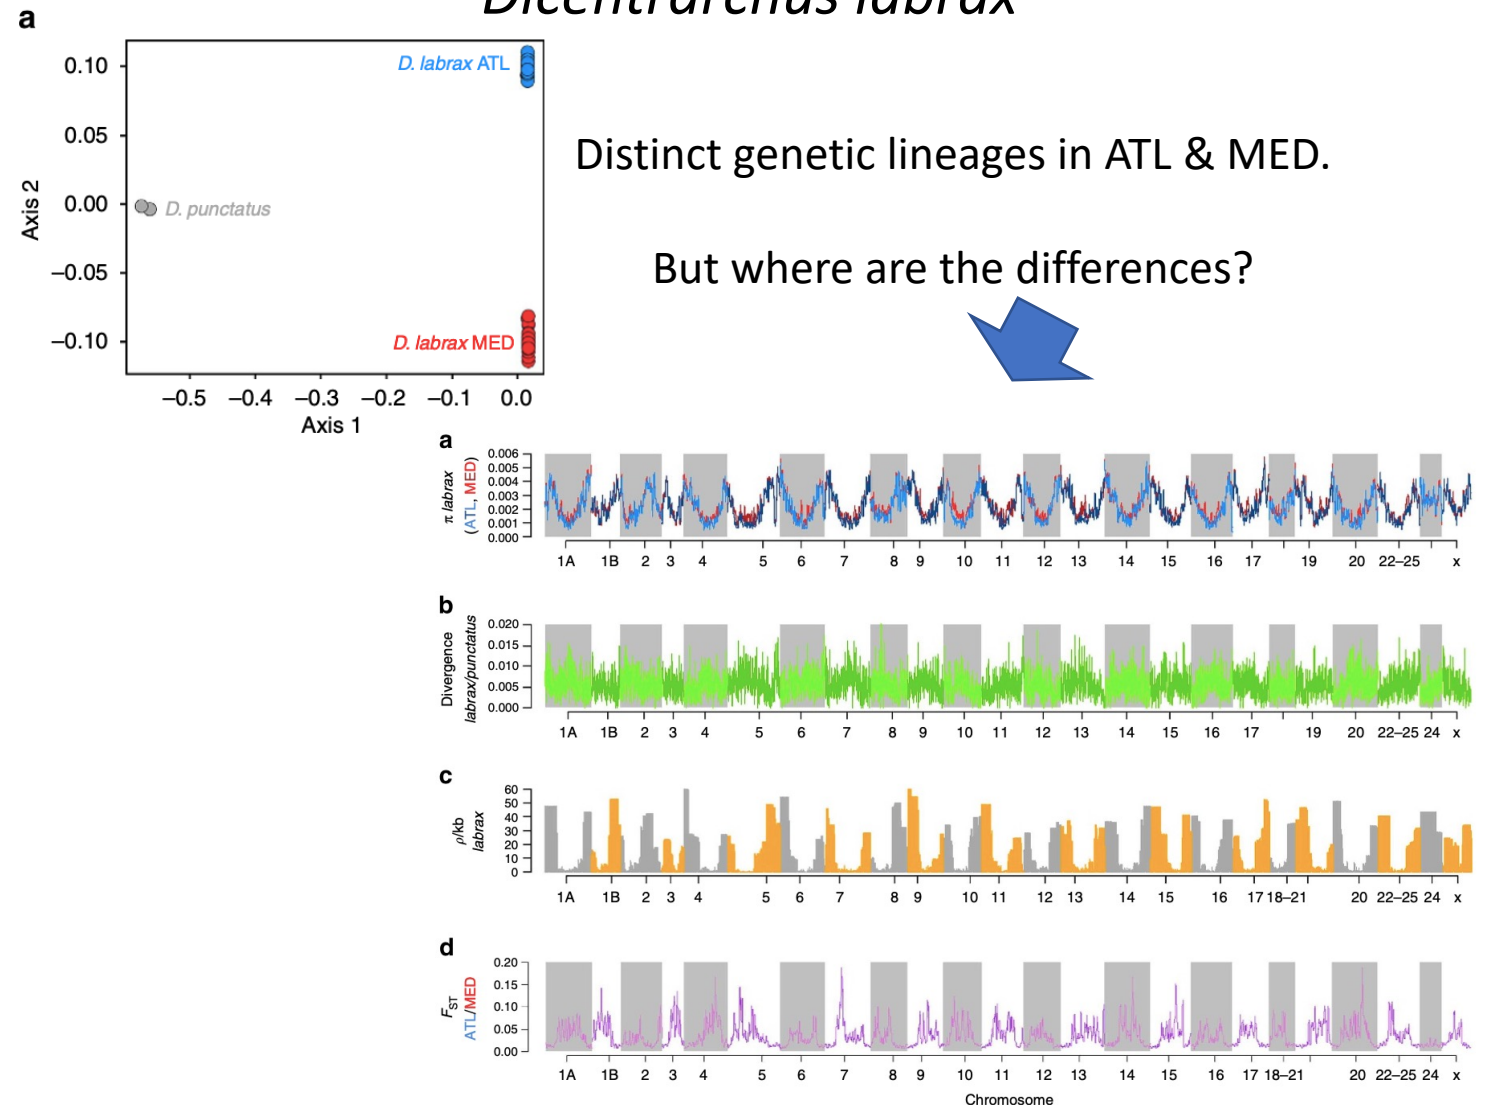 Dicentrarchus labrax
a
D. labrax ATL
D. punctatus
D. labrax MED
0.10
0.05
0.00
−0.05
−0.10
Axis 2
−0.5 −0.4 −0.3 −0.2 −0.1 0.0
Axis 1
Distinct genetic lineages in ATL & MED.
But where are the differences?
a
π labrax
(ATL, MED)
0.006
0.005
0.004
0.003
0.002
0.001
0.000
1A 1B 2 3 4 5 6 7 8 9 10 11 12 13 14 15 16 17 19 20 22–25 x
b
Divergence
labrax/punctatus
0.020
0.015
0.010
0.005
0.000
1A 1B 2 3 4 5 6 7 8 9 10 11 12 13 14 15 16 17 19 20 22–25 24 x
c
ρ/kb
labrax
60
50
40
30
20
10
0
1A 1B 2 3 4 5 6 7 8 9 10 11 12 13 14 15 16 17 18–21 20 22–25 24 x
d
FST
ATL/MED
0.20
0.15
0.10
0.05
0.00
1A 1B 2 3 4 5 6 7 8 9 10 11 12 13 14 15 16 17 18–21 20 22–25 24 x
Chromosome